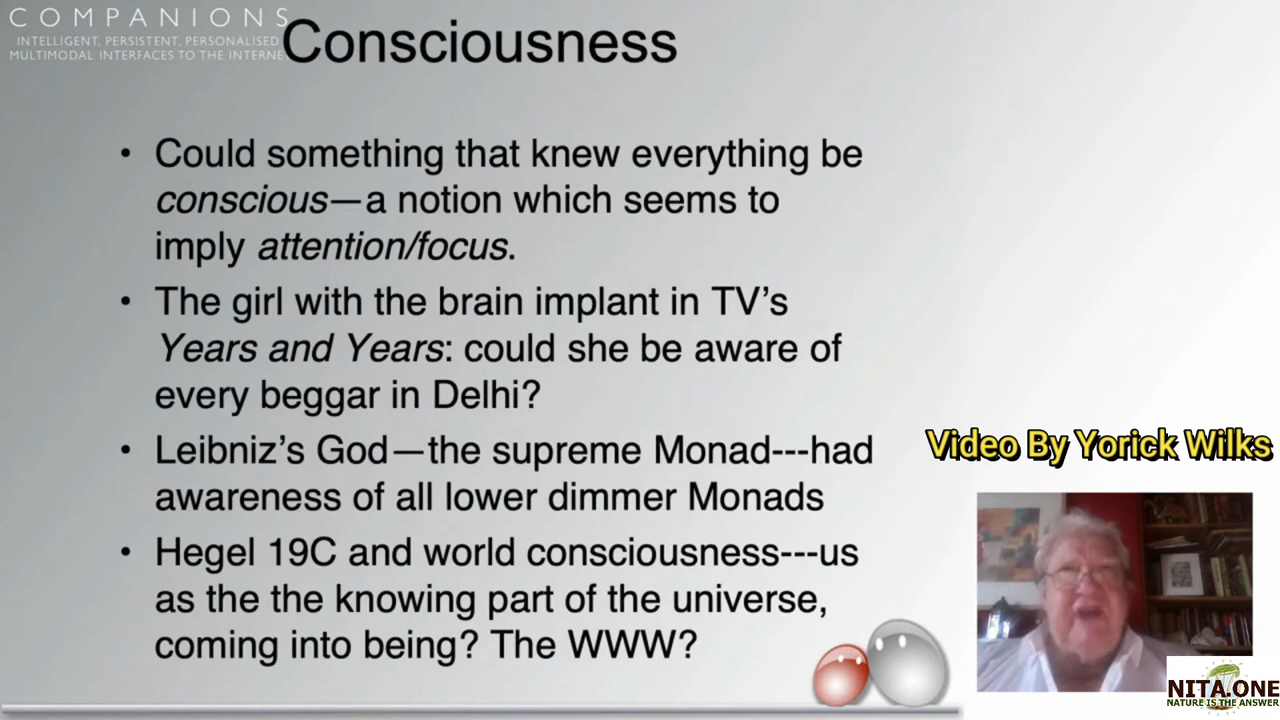 COMPANIONS
INTELLIGENT, PERSISTENT, PERSONALISED
MULTIMODAL INTERFACES TO THE INTERNE
Consciousness
• Could something that knew everything be
conscious—a notion which seems to
imply attention/focus.
• The girl with the brain implant in TV’s
Years and Years: could she be aware of
every beggar in Delhi?
• Leibniz’s God—the supreme Monad---had
awareness of all lower dimmer Monads
• Hegel 19C and world consciousness---us
as the the knowing part of the universe,
coming into being? The WWW?
Video By Yorick Wilks
NITA.ONE
NATURE IS THE ANSWER